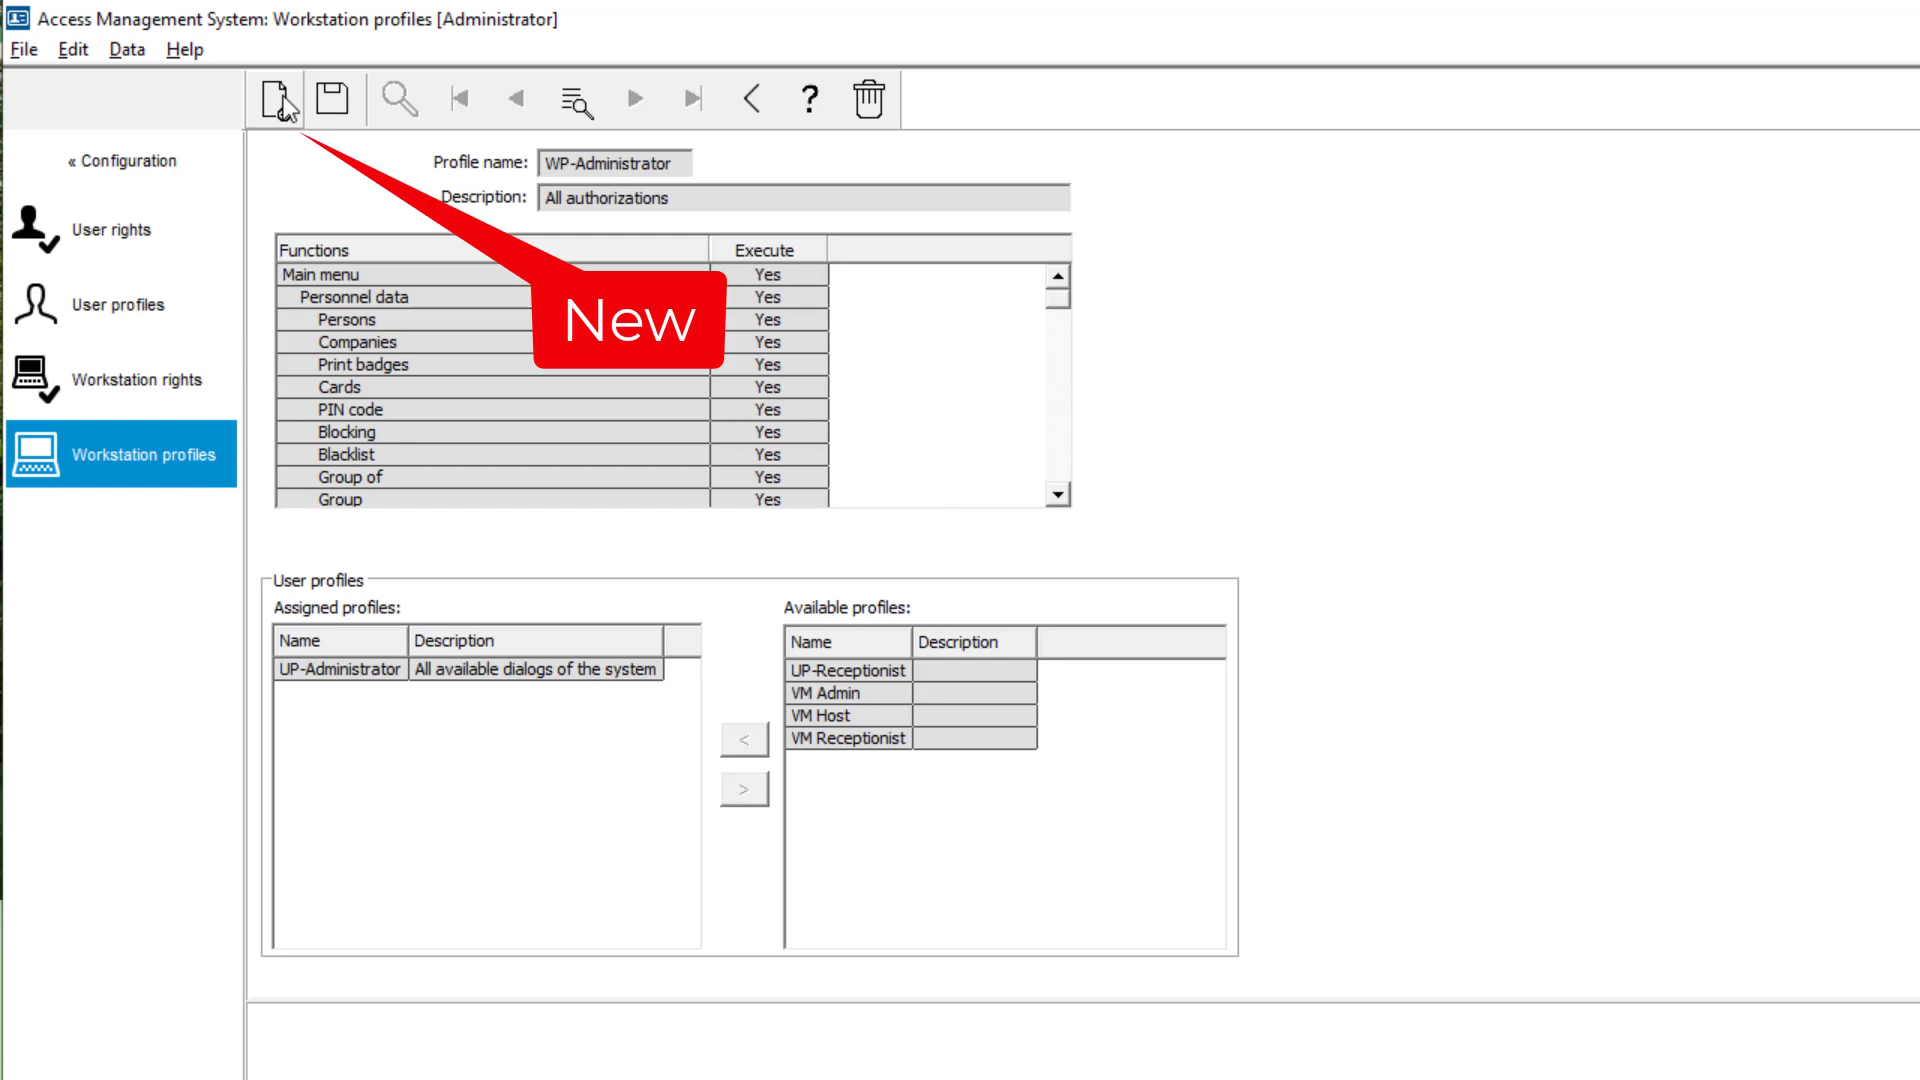 Access Management System: Workstation profiles [Administrator]
File Edit Data Help
?
« Configuration
User rights
User profiles
Workstation rights
Workstation profiles
Profile name: WP-Administrator
Description: All authorizations
New
Functions Execute
Main menu Yes
Personnel data Yes
Persons Yes
Companies Yes
Print badges Yes
Cards Yes
PIN code Yes
Blocking Yes
Blacklist Yes
Group of Yes
Group Yes
User profiles
Assigned profiles:
Name Description
UP-Administrator All available dialogs of the system
<
>
Available profiles:
Name Description
UP-Receptionist
VM Admin
VM Host
VM Receptionist